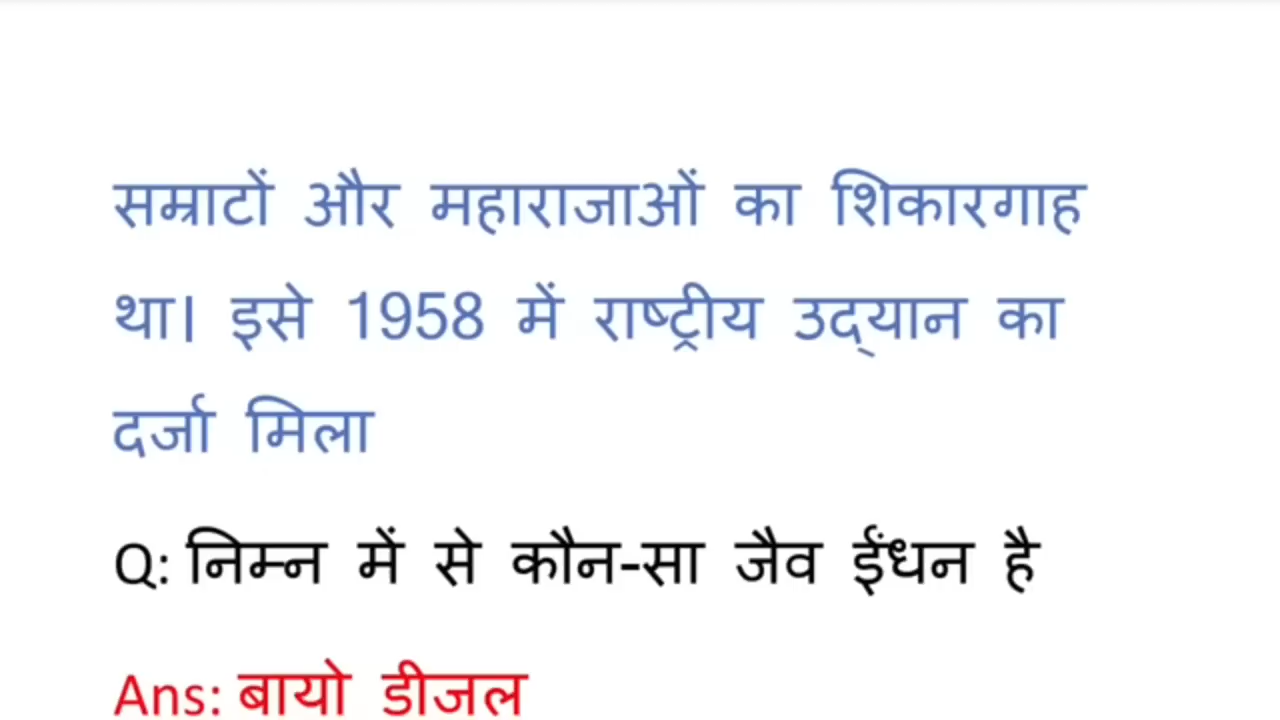 सम्राटों और महाराजाओं का शिकारगाह
था। इसे 1958 में राष्ट्रीय उद्‌यान का
दर्जा मिला
Q: निम्न में से कौन-सा जैव ईंधन है
Ans: बायो डीजल